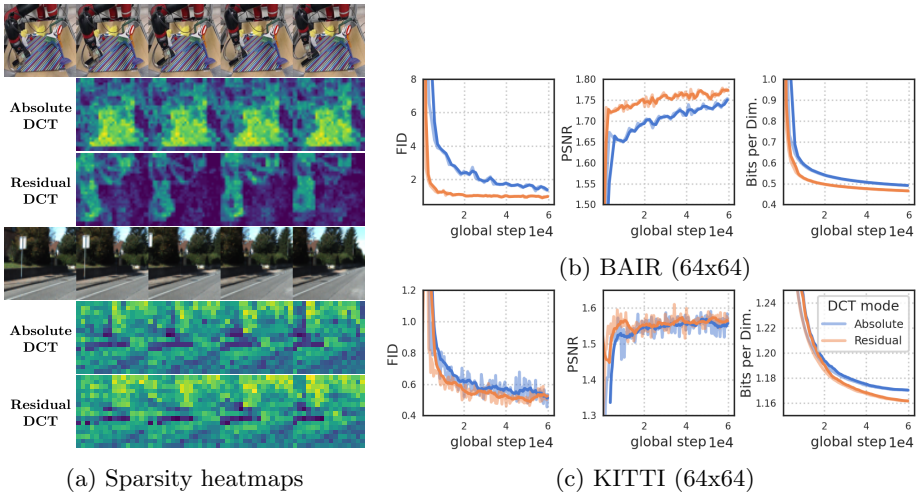 Absolute
DCT
Residual
DCT
Absolute
DCT
Residual
DCT
(a) Sparsity heatmaps
FID
8
6
4
2
2
4
6
global step
1e4
PSNR
1.80
1.75
1.70
1.65
1.60
1.55
1.50
2
4
6
global step
1e4
Bits per Dim.
1.0
0.9
0.8
0.7
0.6
0.5
0.4
2
4
6
global step
1e4
(b) BAIR (64x64)
FID
1.2
1.0
0.8
0.6
0.4
2
4
6
global step
1e4
PSNR
1.6
1.5
1.4
1.3
2
4
6
global step
1e4
Bits per Dim.
1.24
1.22
1.20
1.18
1.16
DCT mode
Absolute
Residual
2
4
6
global step
1e4
(c) KITTI (64x64)